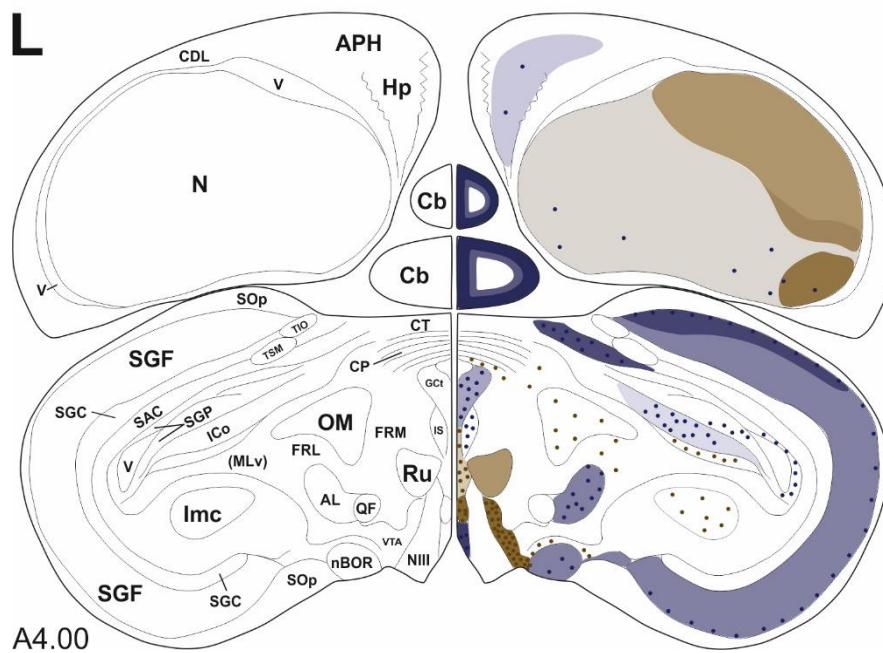 L
APH
CDL
V
Hp
N
Cb
V
Cb
SOp
CT
TIO
SGF
TSM
CP
GCt
SGC
SAC
SGP
ICo
OM
FRM
IS
V
(MLv)
FRL
Ru
Imc
AL
QF
VTA
NIII
nBOR
SGF
SGC
SOp
A4.00